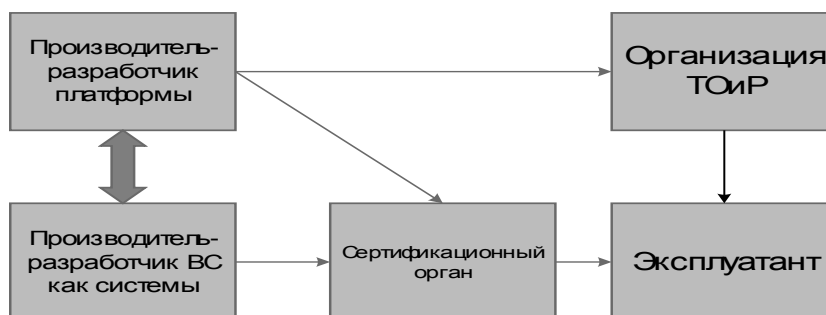 Производитель-
разработчик
платформы
Организация
ТОиР
Производитель-
разработчик ВС
как системы
Сертификационный
орган
Эксплуатант